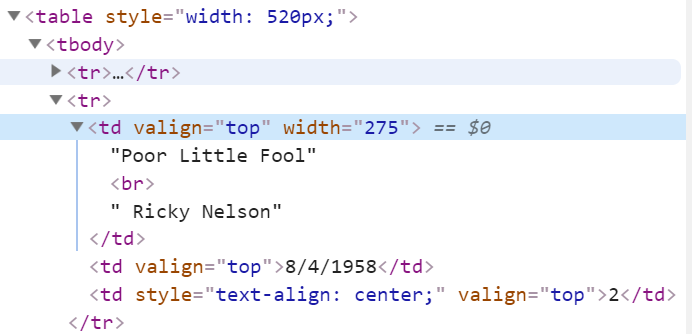 ▼<table style="width: 520px;">
▼<tbody>
▶<tr>…</tr>
▼<tr>
▼<td valign="top" width="275"> == $0
"Poor Little Fool"
<br>
" Ricky Nelson"
</td>
<td valign="top">8/4/1958</td>
<td style="text-align: center;" valign="top">2</td>
</tr>